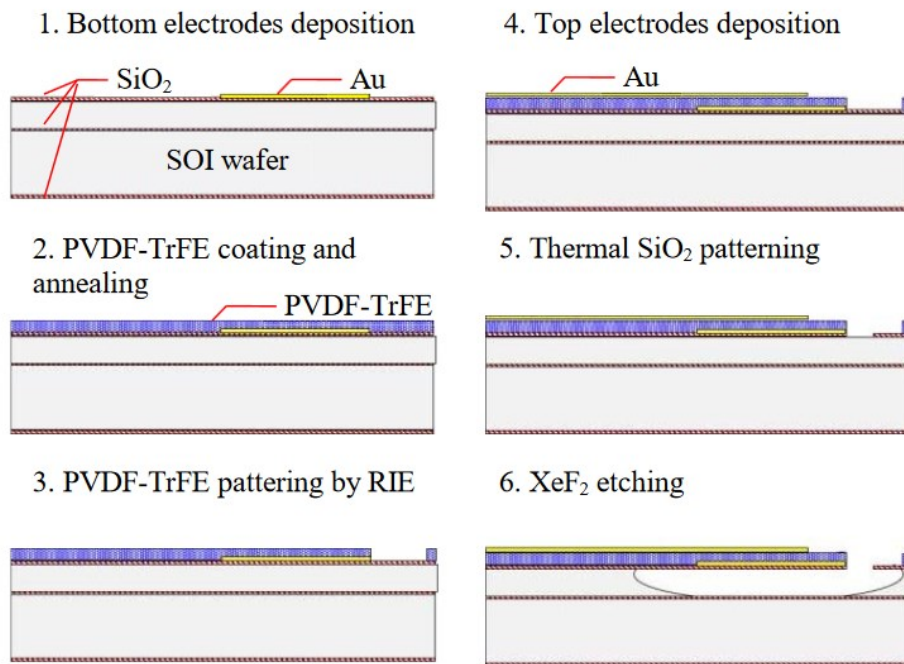 1. Bottom electrodes deposition
SiO₂
Au
SOI wafer
2. PVDF-TrFE coating and
annealing
PVDF-TrFE
3. PVDF-TrFE pattering by RIE
4. Top electrodes deposition
Au
5. Thermal SiO₂ patterning
6. XeF₂ etching